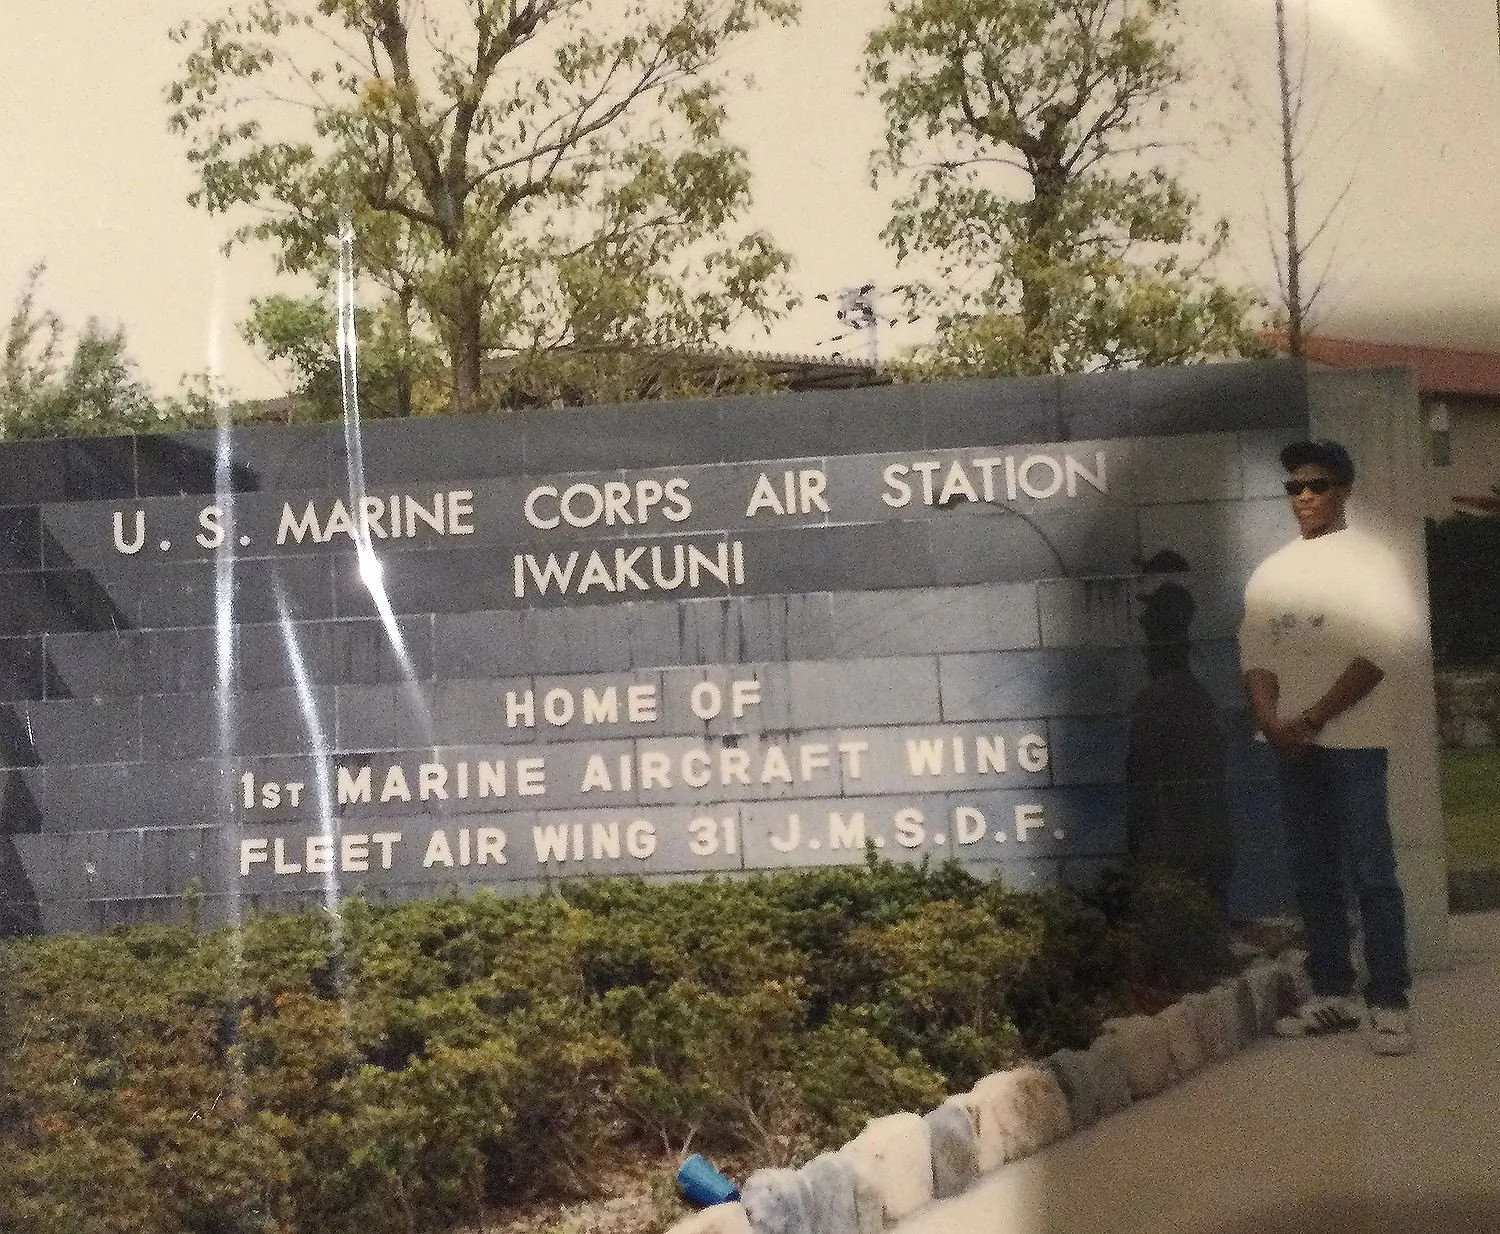 U. S. MARINE CORPS AIR STATION
IWAKUNI
HOME OF
1ST MARINE AIRCRAFT WING
FLEET AIR WING 31 J.M.S.D.F.